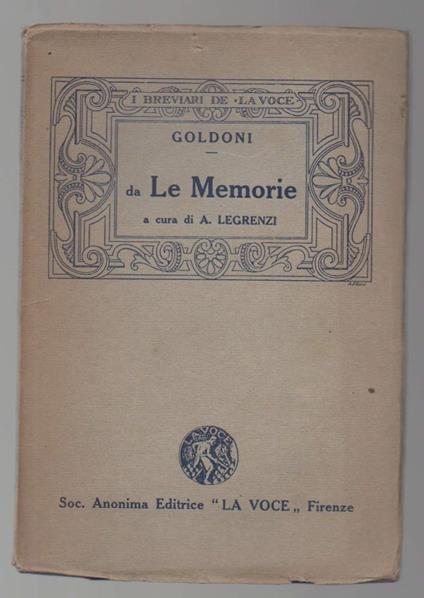 I BREVIARI DE «LA VOCE»
GOLDONI
da Le Memorie
a cura di A. LEGRENZI
LA VOCE
Soc. Anonima Editrice “LA VOCE„ Firenze